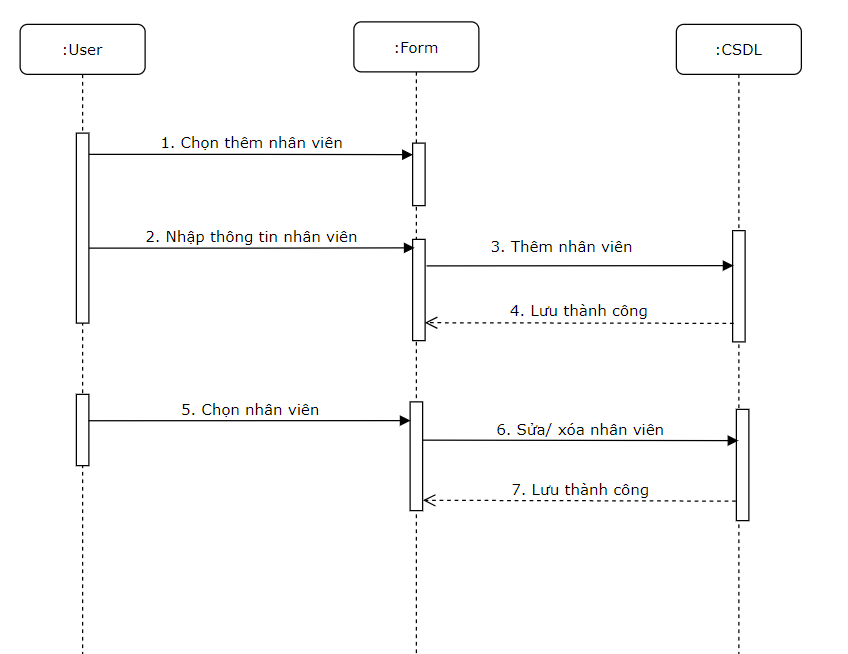 :User
:Form
:CSDL
1. Chọn thêm nhân viên
2. Nhập thông tin nhân viên
3. Thêm nhân viên
4. Lưu thành công
5. Chọn nhân viên
6. Sửa/ xóa nhân viên
7. Lưu thành công